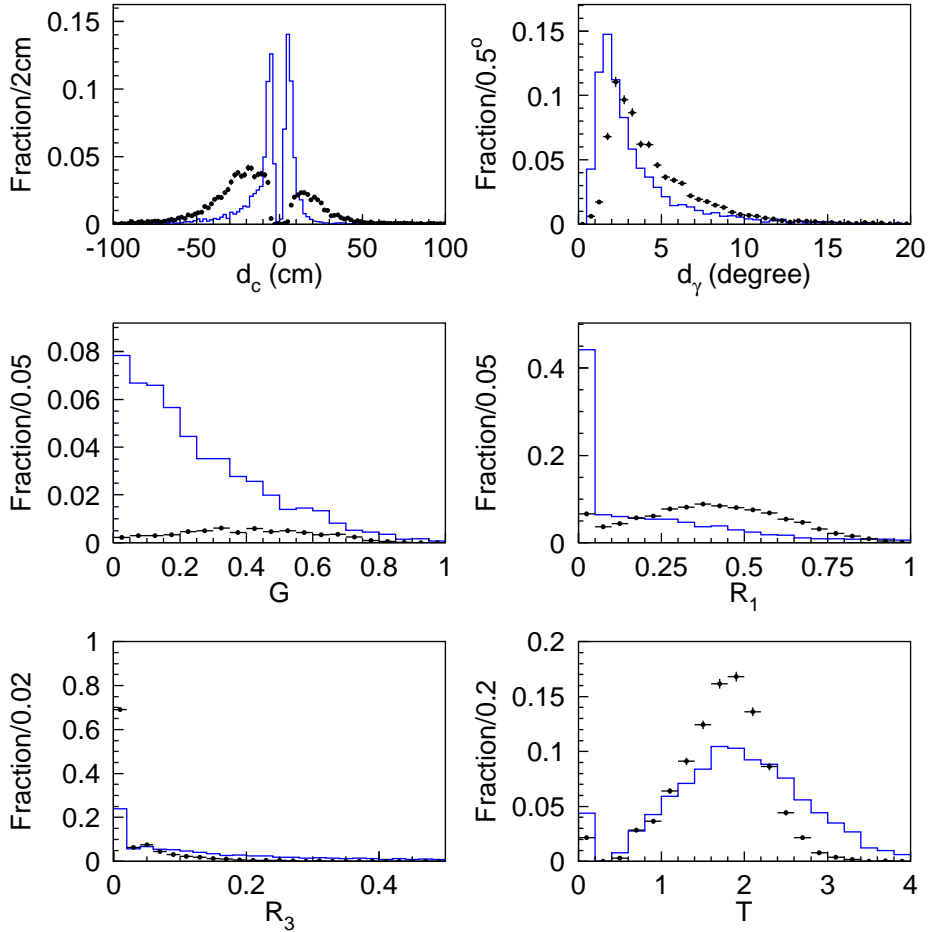 Fraction/2cm
0.15
0.1
0.05
0
-100 -50 0 50 100
d_c (cm)
Fraction/0.5°
0.15
0.1
0.05
0
0 5 10 15 20
d_γ (degree)
Fraction/0.05
0.08
0.06
0.04
0.02
0
0 0.2 0.4 0.6 0.8 1
G
Fraction/0.05
0.4
0.2
0
0 0.25 0.5 0.75 1
R_1
Fraction/0.02
1
0.8
0.6
0.4
0.2
0
0 0.2 0.4
R_3
Fraction/0.2
0.2
0.15
0.1
0.05
0
0 1 2 3 4
T